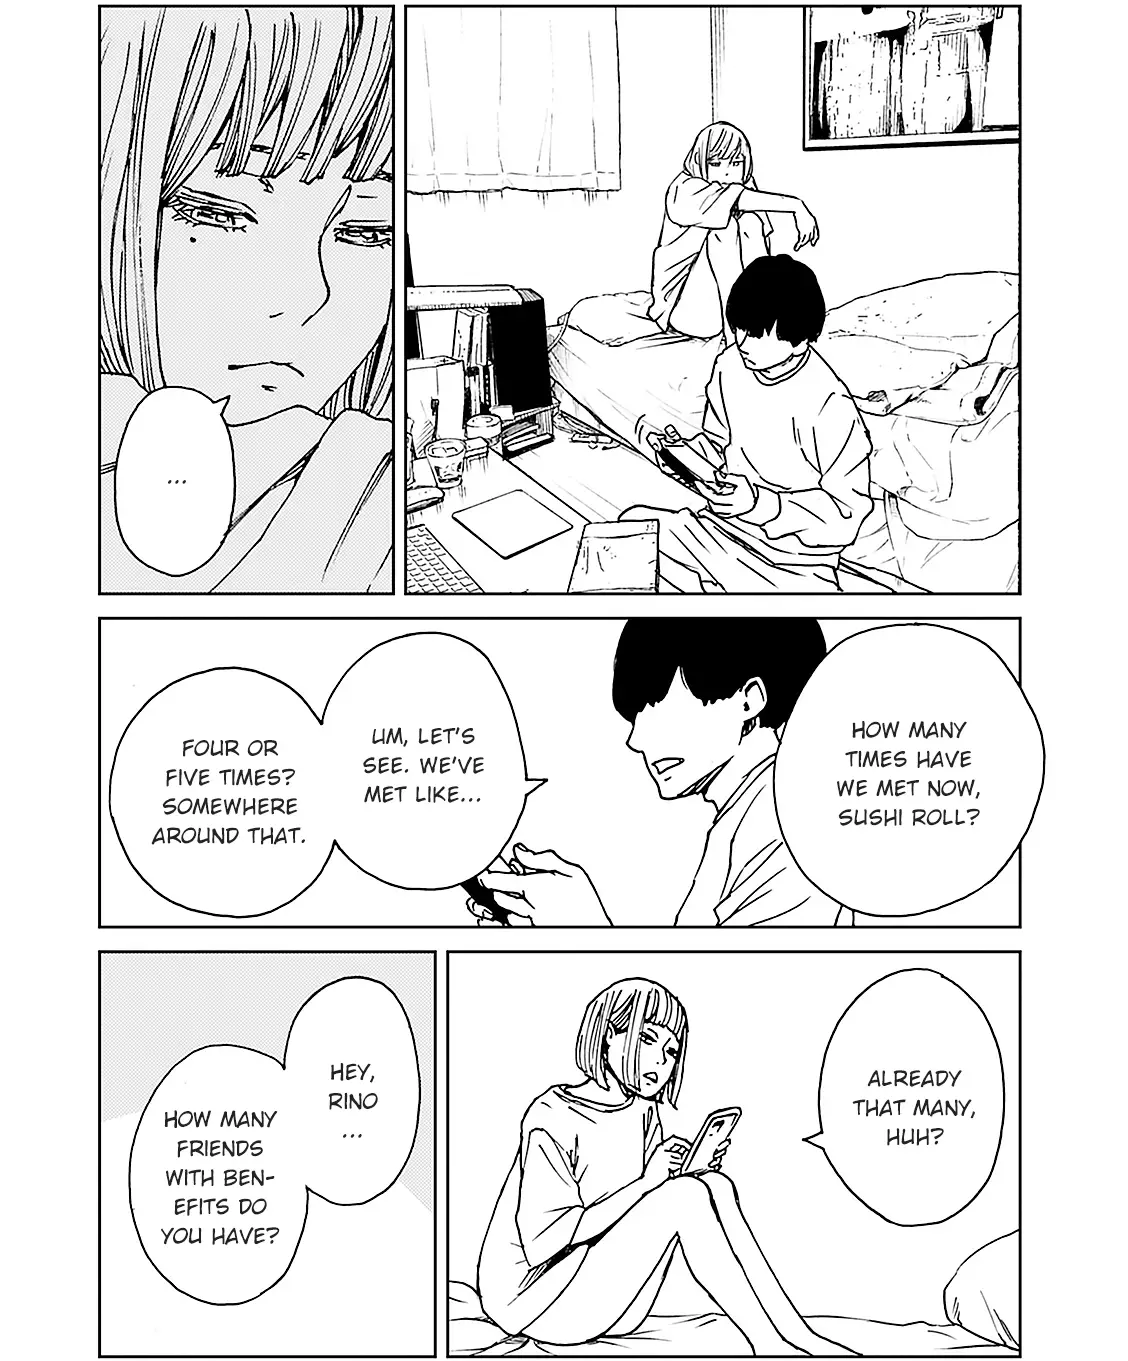 ...
HOW MANY
TIMES HAVE
WE MET NOW,
SUSHI ROLL?
UM, LET'S
SEE. WE'VE
MET LIKE...
FOUR OR
FIVE TIMES?
SOMEWHERE
AROUND THAT.
ALREADY
THAT MANY,
HUH?
HEY,
RINO
...
HOW MANY
FRIENDS
WITH BEN-
EFITS DO
YOU HAVE?